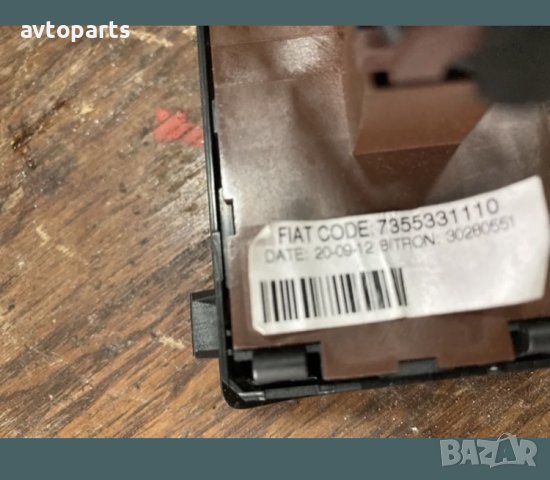 avtoparts
FIAT CODE: 7355331110
DATE: 20-09-12 BITRON: 30280551
BAZAR